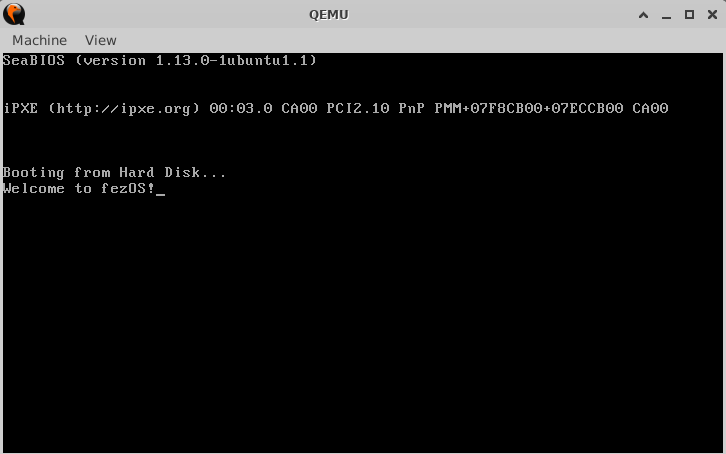 QEMU
Machine View
SeaBIOS (version 1.13.0-1ubuntu1.1)
iPXE (http://ipxe.org) 00:03.0 CA00 PCI2.10 PnP PMM+07F8CB00+07ECCB00 CA00
Booting from Hard Disk...
Welcome to fezOS!_